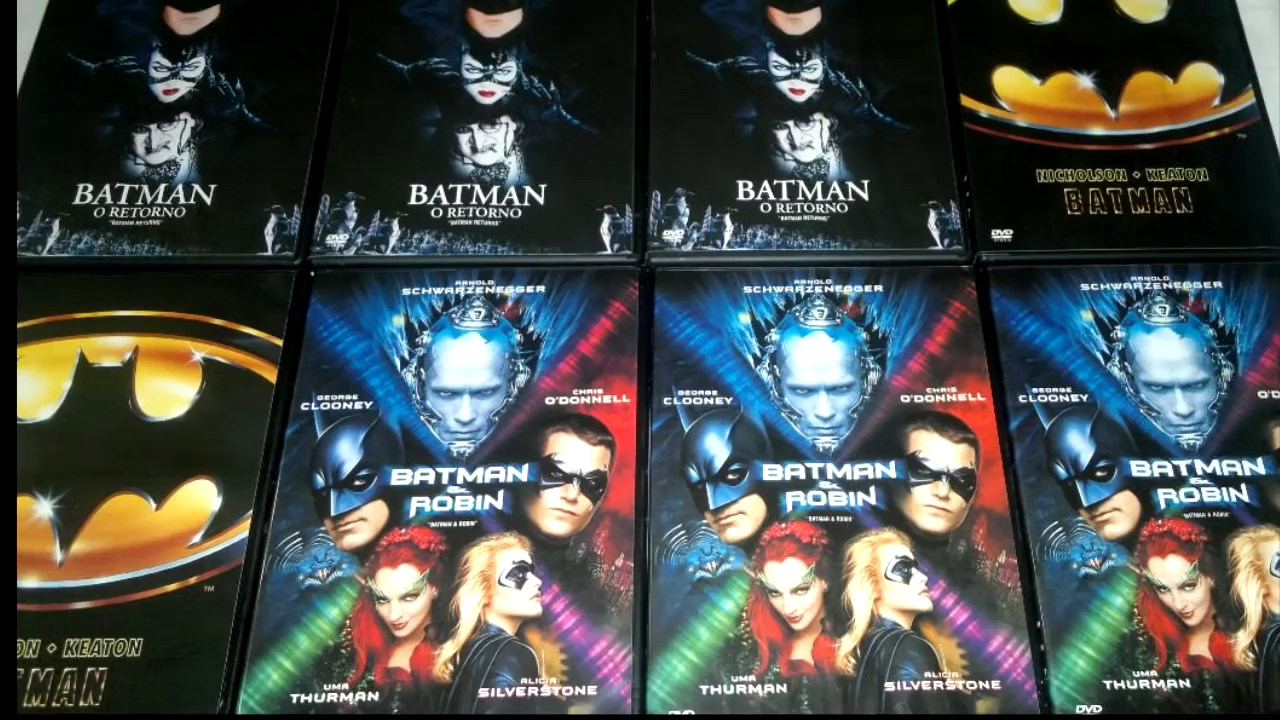 BATMAN
O RETORNO
"BATMAN RETURNS"
BATMAN
O RETORNO
"BATMAN RETURNS"
DVD
BATMAN
O RETORNO
"BATMAN RETURNS"
DVD
NICHOLSON • KEATON
BATMAN
DVD
VIDEO
TM
ON • KEATON
MAN
ARNOLD
SCHWARZENEGGER
GEORGE
CLOONEY
CHRIS
O'DONNELL
BATMAN
&
ROBIN
"BATMAN & ROBIN"
UMA
THURMAN
ALICIA
SILVERSTONE
ARNOLD
SCHWARZENEGGER
GEORGE
CLOONEY
CHRIS
O'DONNELL
BATMAN
&
ROBIN
"BATMAN & ROBIN"
UMA
THURMAN
ALICIA
SILVERSTONE
DVD
ARNOLD
SCHWARZENEGGER
GEORGE
CLOONEY
O'D
BATMAN
&
ROBIN
"BATMAN & ROBIN"
UMA
THURMAN
DVD